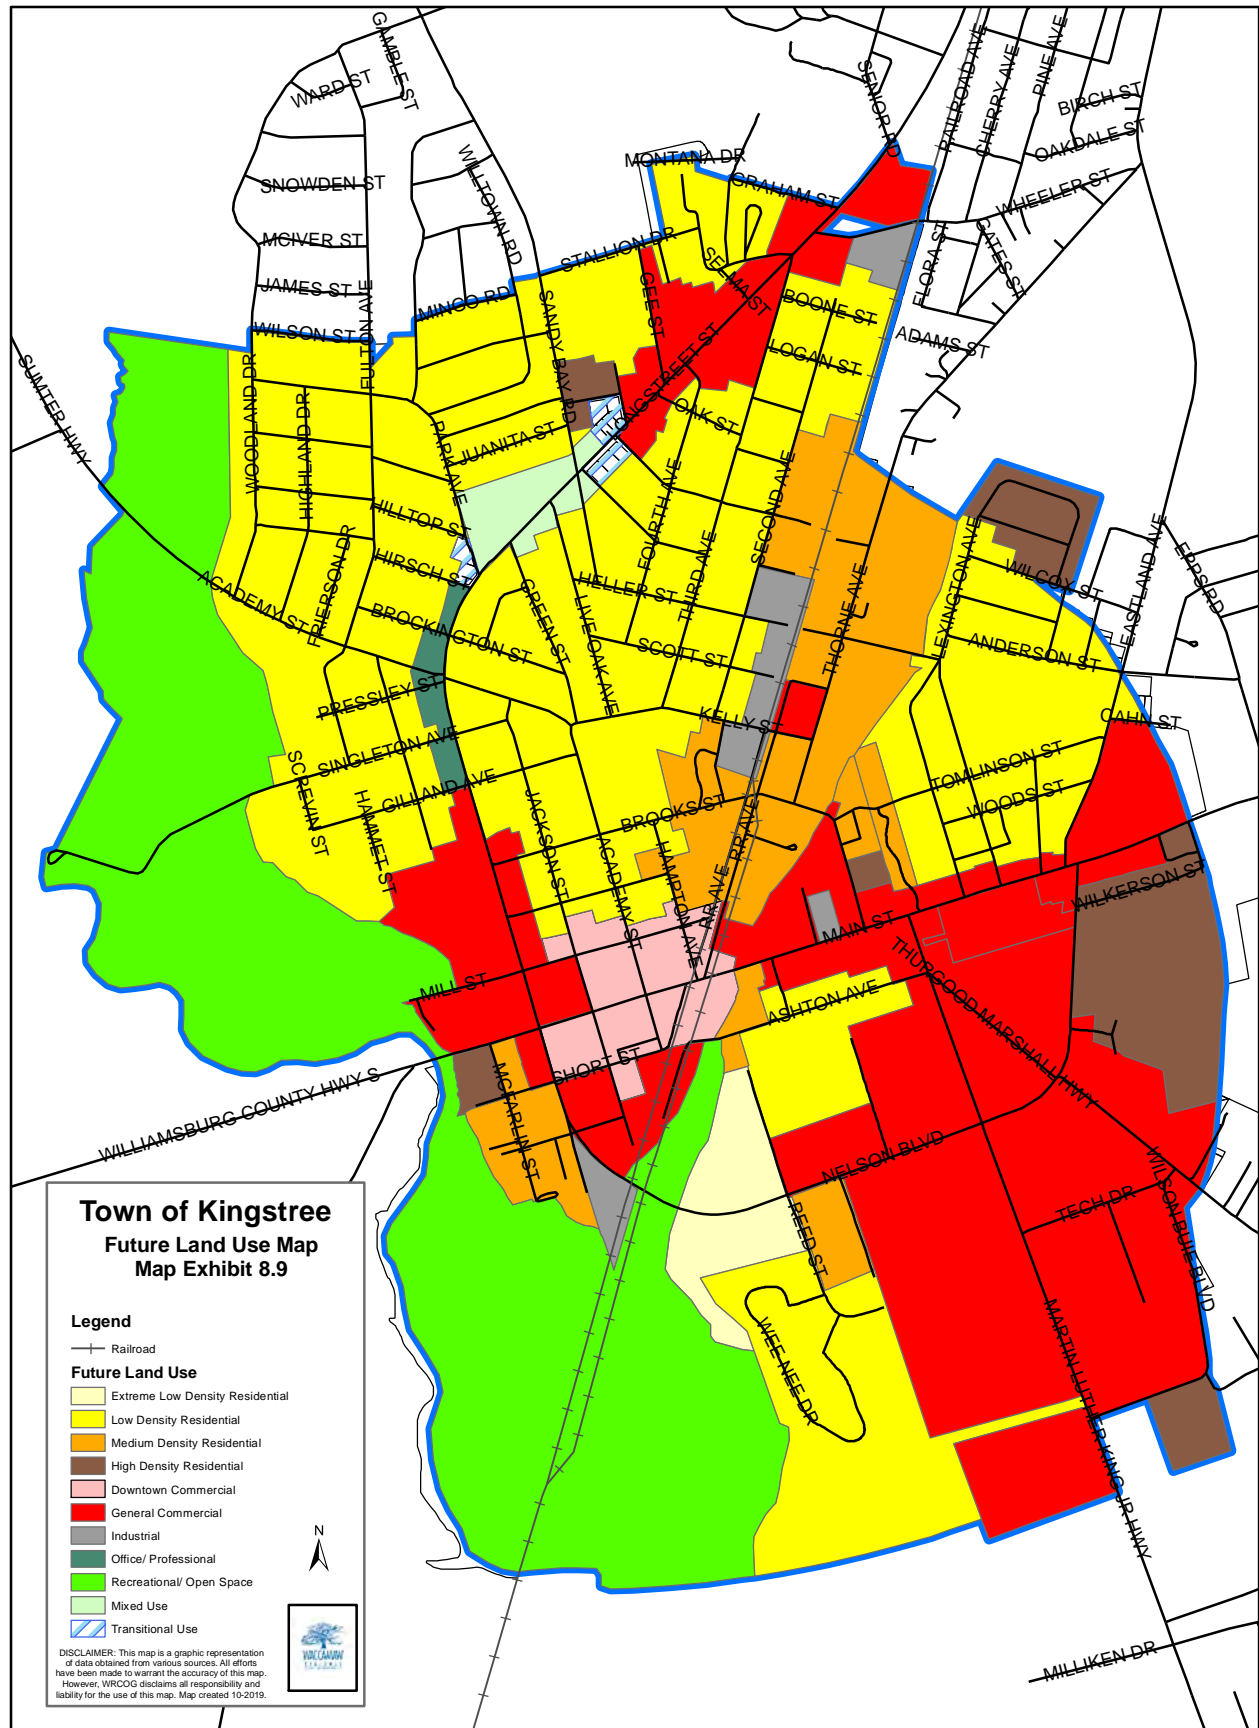 GAMBLE ST
WARD ST
SENIOR RD
RAILROAD AVE
CHERRY AVE
PINE AVE
BIRCH ST
OAKDALE ST
WILLTOWN RD
MONTANA DR
SNOWDEN ST
GRAHAM ST
WHEELER ST
MCIVER ST
STALLION DR
SELMA ST
FLORA ST
GATES ST
JAMES ST
FULTON AVE
MINGO RD
SANDY BAY RD
GEE ST
BOONE ST
WILSON ST
ADAMS ST
LOGAN ST
LONGSTREET ST
SUMTER HWY
WOODLAND DR
HIGHLAND DR
PARK AVE
JUANITA ST
OAK ST
FOURTH AVE
SECOND AVE
HILLTOP ST
HIRSCH ST
THIRD AVE
LEXINGTON AVE
WILCOX ST
EASTLAND AVE
EPPS RD
ACADEMY ST
FRIERSON DR
BROCKINGTON ST
GREEN ST
LIVE OAK AVE
HELLER ST
SCOTT ST
THORNE AVE
ANDERSON ST
PRESSLEY ST
KELLY ST
CAHN ST
SINGLETON AVE
GILLAND AVE
SCREVIN ST
HAMMET ST
JACKSON ST
ACADEMY ST
BROOKS ST
HAMPTON AVE
RR AVE
RR AVE
TOMLINSON ST
WOODS ST
WILKERSON ST
MAIN ST
MILL ST
ASHTON AVE
THURGOOD MARSHALL HWY
SHORT ST
MCFARLIN ST
WILLIAMSBURG COUNTY HWY S
NELSON BLVD
REED ST
TECH DR
WILSON BUIE BLVD
WEE NEE DR
MARTIN LUTHER KING JR HWY
MILLIKEN DR
Town of Kingstree
Future Land Use Map
Map Exhibit 8.9
Legend
Railroad
Future Land Use
Extreme Low Density Residential
Low Density Residential
Medium Density Residential
High Density Residential
Downtown Commercial
General Commercial
Industrial
Office/ Professional
Recreational/ Open Space
Mixed Use
Transitional Use
N
WACCAMAW
DISCLAIMER: This map is a graphic representation
of data obtained from various sources. All efforts
have been made to warrant the accuracy of this map.
However, WRCOG disclaims all responsibility and
liability for the use of this map. Map created 10-2019.